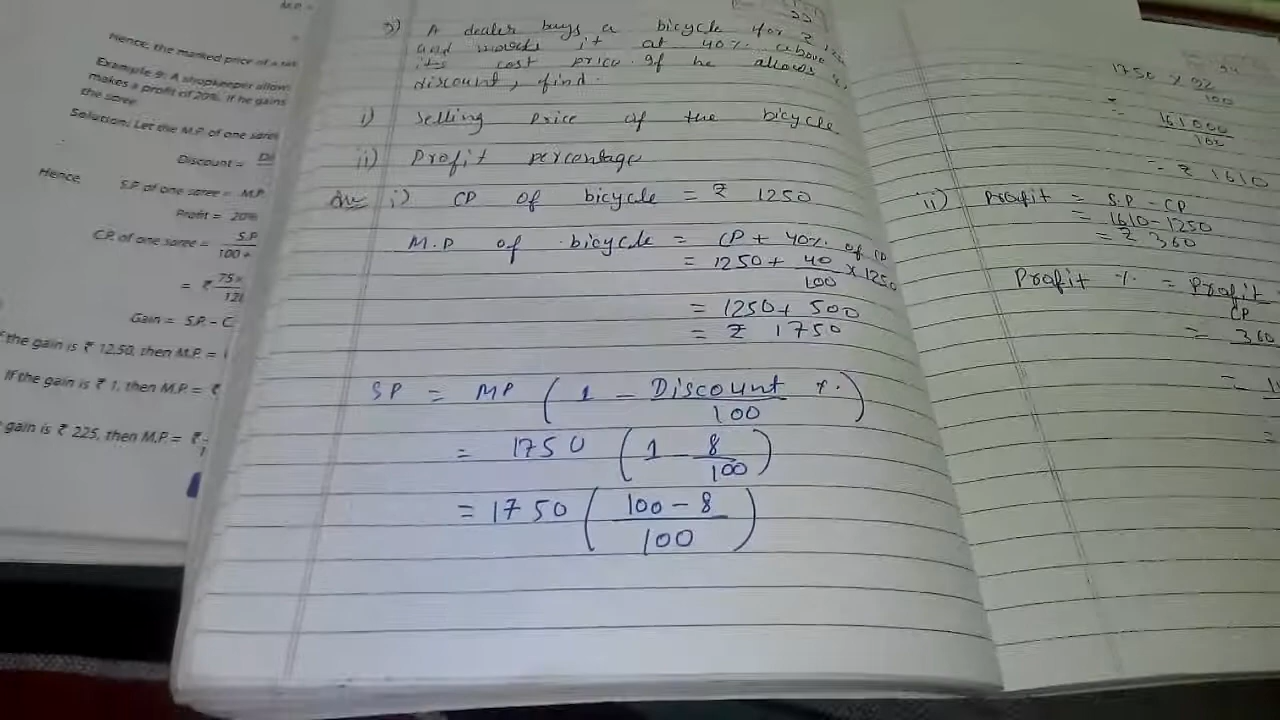 Hence, the marked price of a
Example 9: A shopkeeper allow
makes a profit of 20%. If he gains
the saree.
Solution: Let the M.P. of one saree
Discount =
Hence, S.P. of one saree = M.P.
Profit = 20%
C.P. of one saree = S.P.
100 +
= ₹ 75
Gain = S.P. - C
the gain is ₹ 12.50, then M.P. =
If the gain is ₹ 1, then M.P. = ₹
gain is ₹ 225, then M.P. = ₹
A dealer buys a bicycle for ₹
and marks it at 40% above
its cost price. If he allows
discount, find.
i) Selling price of the bicycle
ii) Profit percentage
Ans i) CP of bicycle = ₹ 1250
M.P of bicycle = CP + 40% of CP
= 1250 + 40/100 × 1250
= 1250 + 500
= ₹ 1750
SP = MP ( 1 - Discount %/100 )
= 1750 ( 1 - 8/100 )
= 1750 ( 100 - 8/100 )
1750 × 92/100
= 161000/100
= ₹ 1610
ii) Profit = S.P - CP
= 1610 - 1250
= ₹ 360
Profit % = Profit/CP
= 360